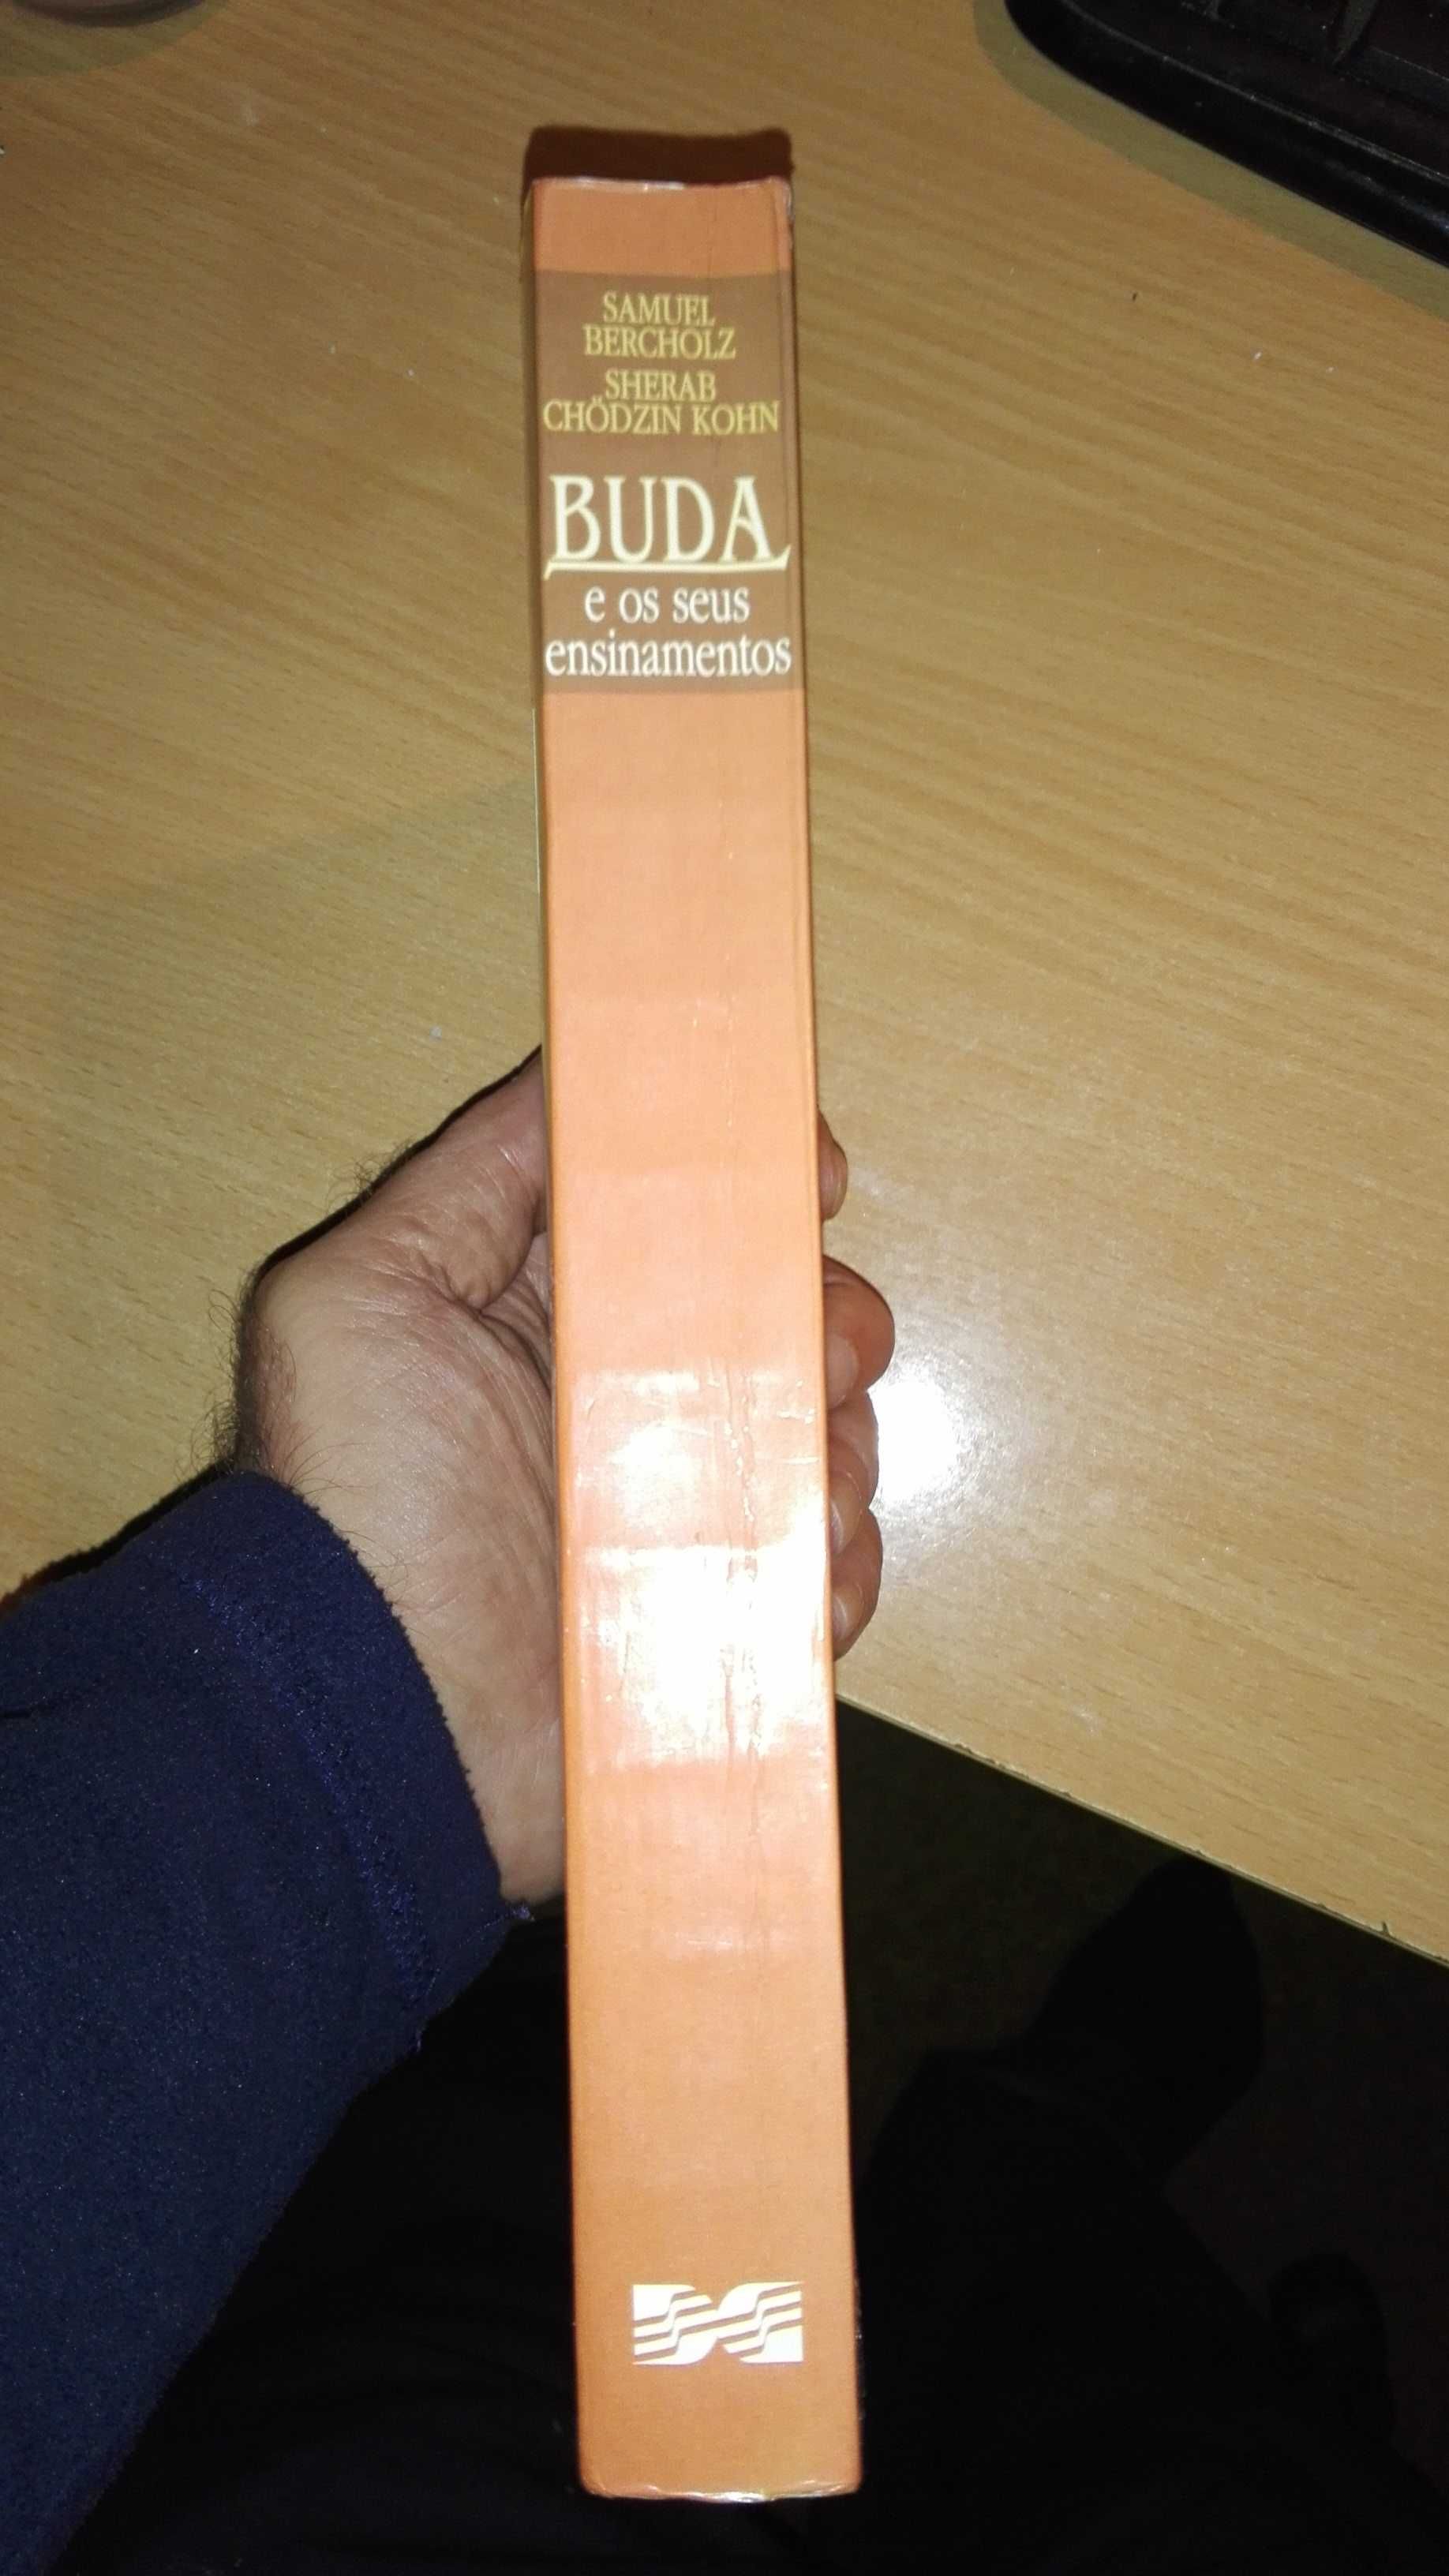 SAMUEL
BERCHOLZ
SHERAB
CHÖDZIN KOHN
BUDA
e os seus
ensinamentos